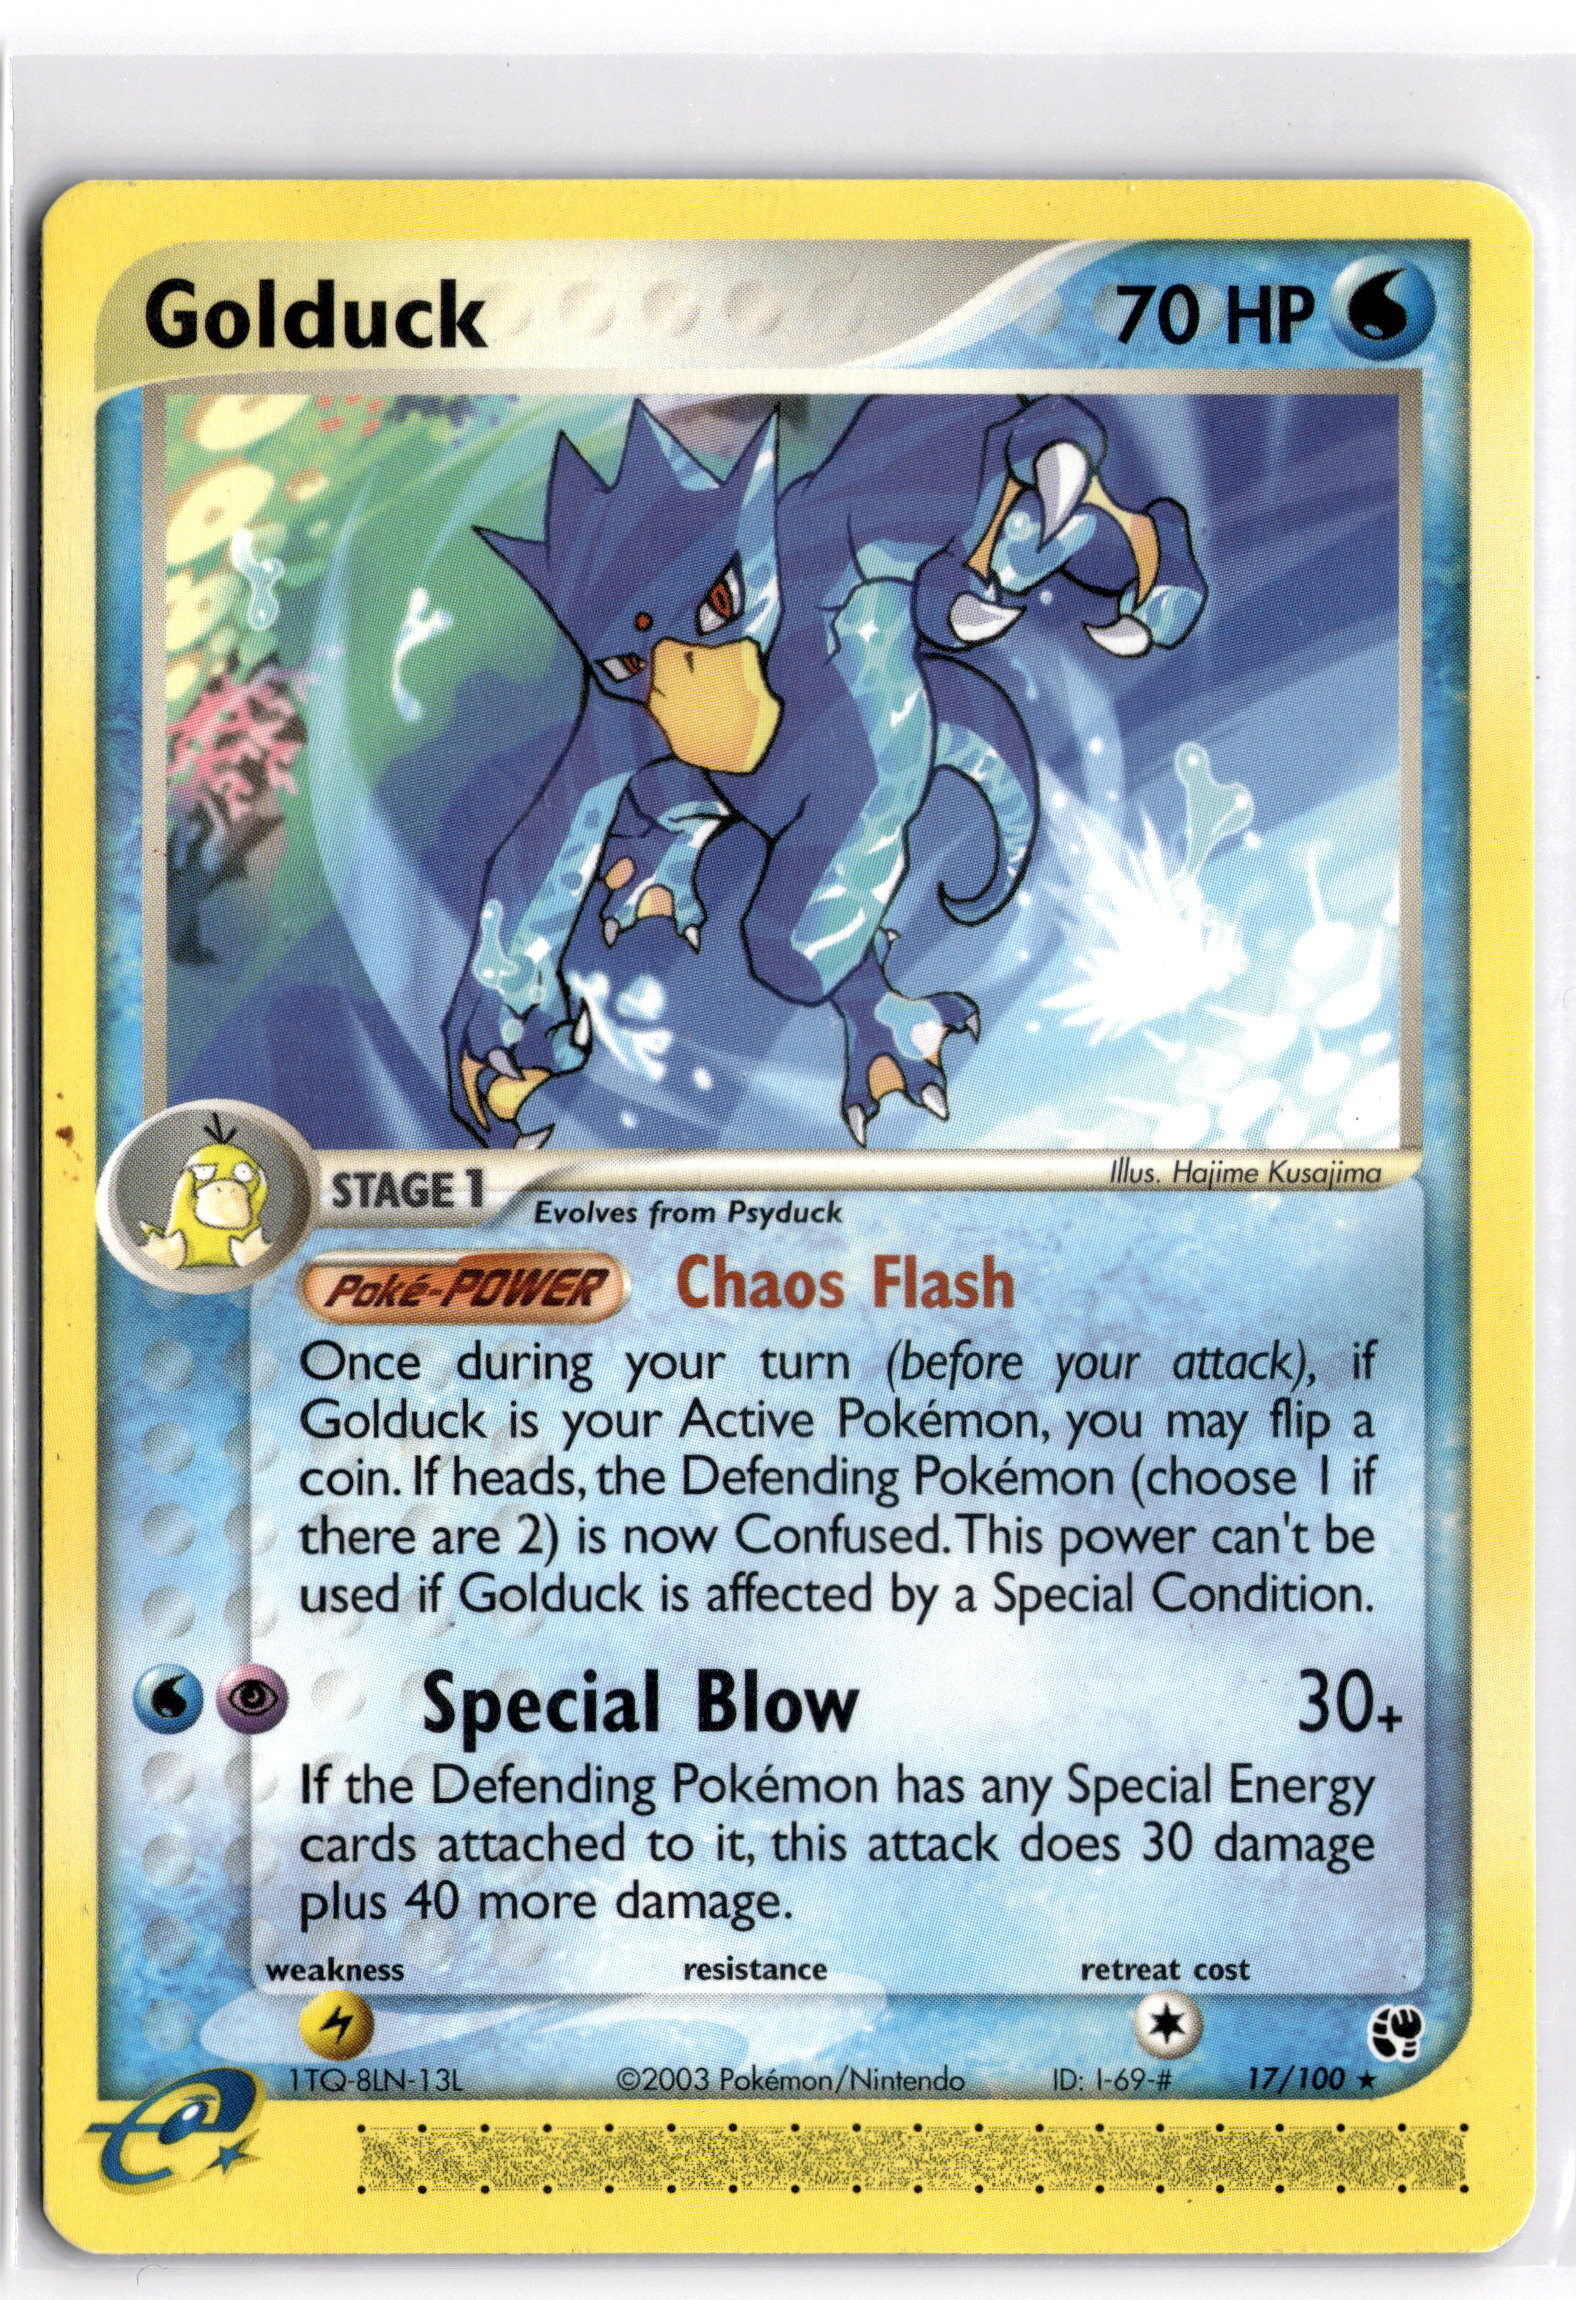 Golduck
70 HP
Illus. Hajime Kusajima
STAGE 1
Evolves from Psyduck
Poké-POWER Chaos Flash
Once during your turn (before your attack), if
Golduck is your Active Pokémon, you may flip a
coin. If heads, the Defending Pokémon (choose 1 if
there are 2) is now Confused. This power can't be
used if Golduck is affected by a Special Condition.
Special Blow 30+
If the Defending Pokémon has any Special Energy
cards attached to it, this attack does 30 damage
plus 40 more damage.
weakness resistance retreat cost
1TQ-8LN-13L ©2003 Pokémon/Nintendo ID: I-69-# 17/100 ★